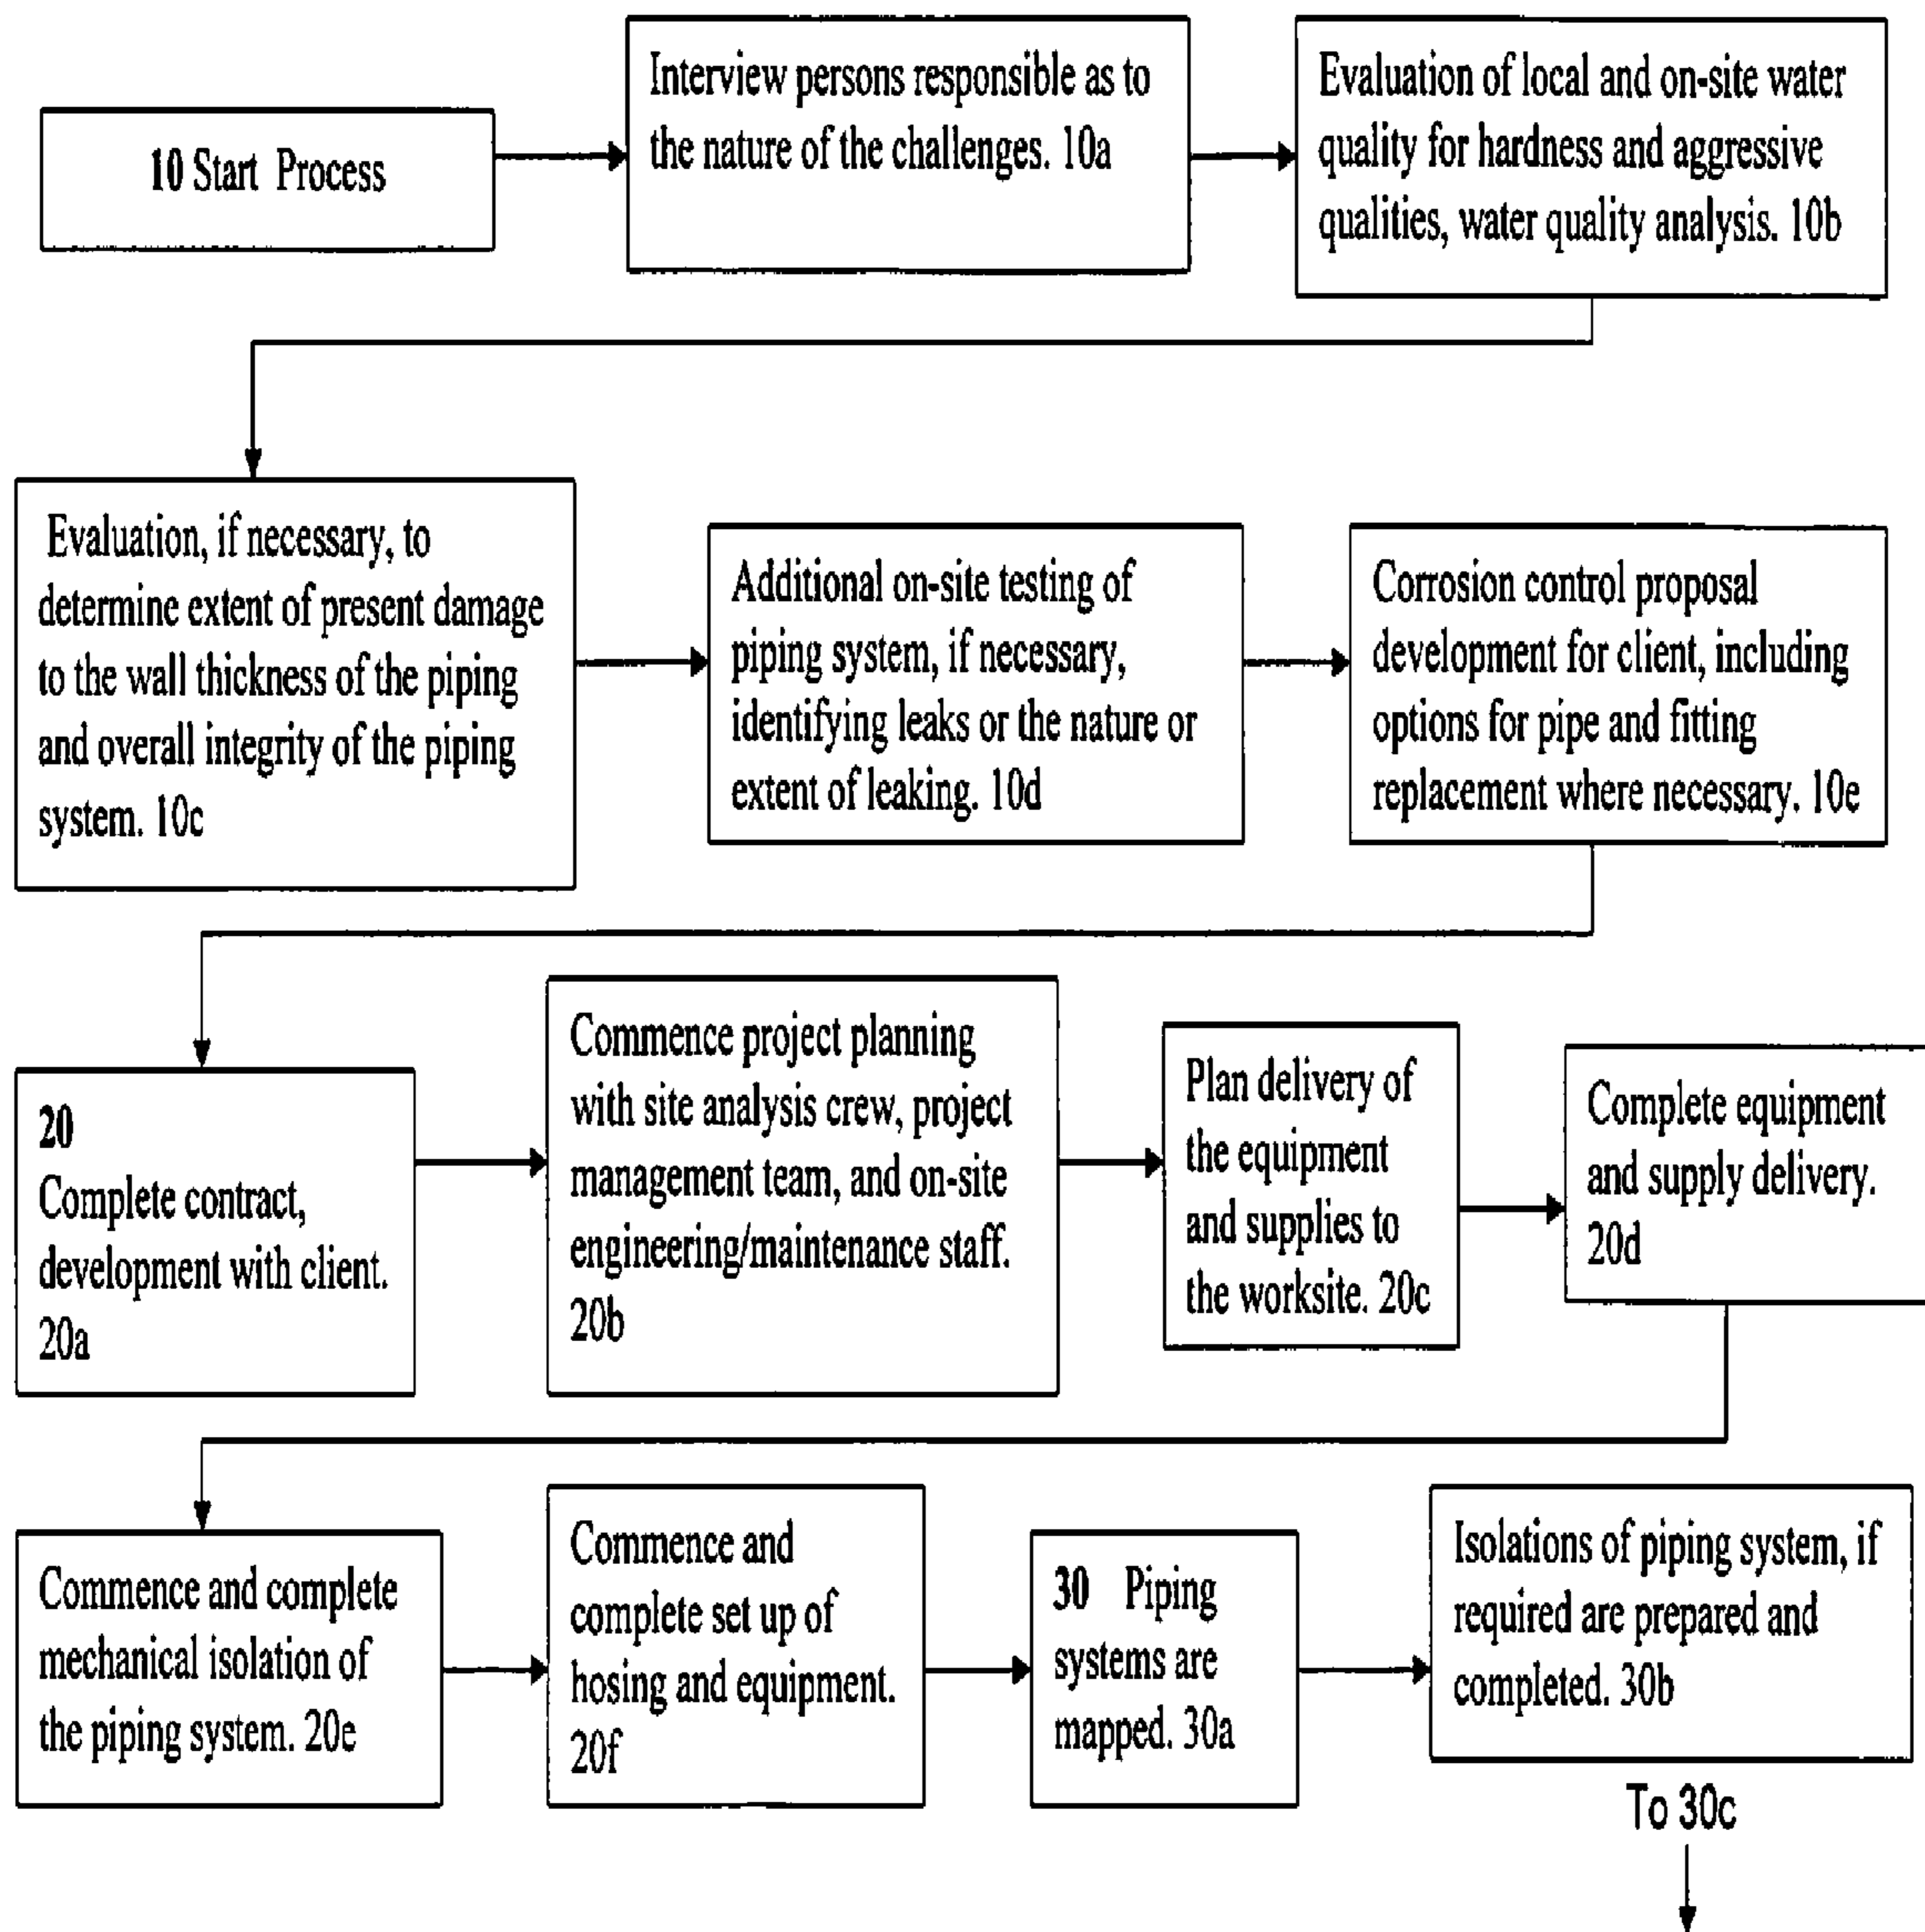 10 Start Process
Interview persons responsible as to
the nature of the challenges. 10a
Evaluation of local and on-site water
quality for hardness and aggressive
qualities, water quality analysis. 10b
Evaluation, if necessary, to
determine extent of present damage
to the wall thickness of the piping
and overall integrity of the piping
system. 10c
Additional on-site testing of
piping system, if necessary,
identifying leaks or the nature or
extent of leaking. 10d
Corrosion control proposal
development for client, including
options for pipe and fitting
replacement where necessary. 10e
20
Complete contract,
development with client.
20a
Commence project planning
with site analysis crew, project
management team, and on-site
engineering/maintenance staff.
20b
Plan delivery of
the equipment
and supplies to
the worksite. 20c
Complete equipment
and supply delivery.
20d
Commence and complete
mechanical isolation of
the piping system. 20e
Commence and
complete set up of
hosing and equipment.
20f
30 Piping
systems are
mapped. 30a
Isolations of piping system, if
required are prepared and
completed. 30b
To 30c